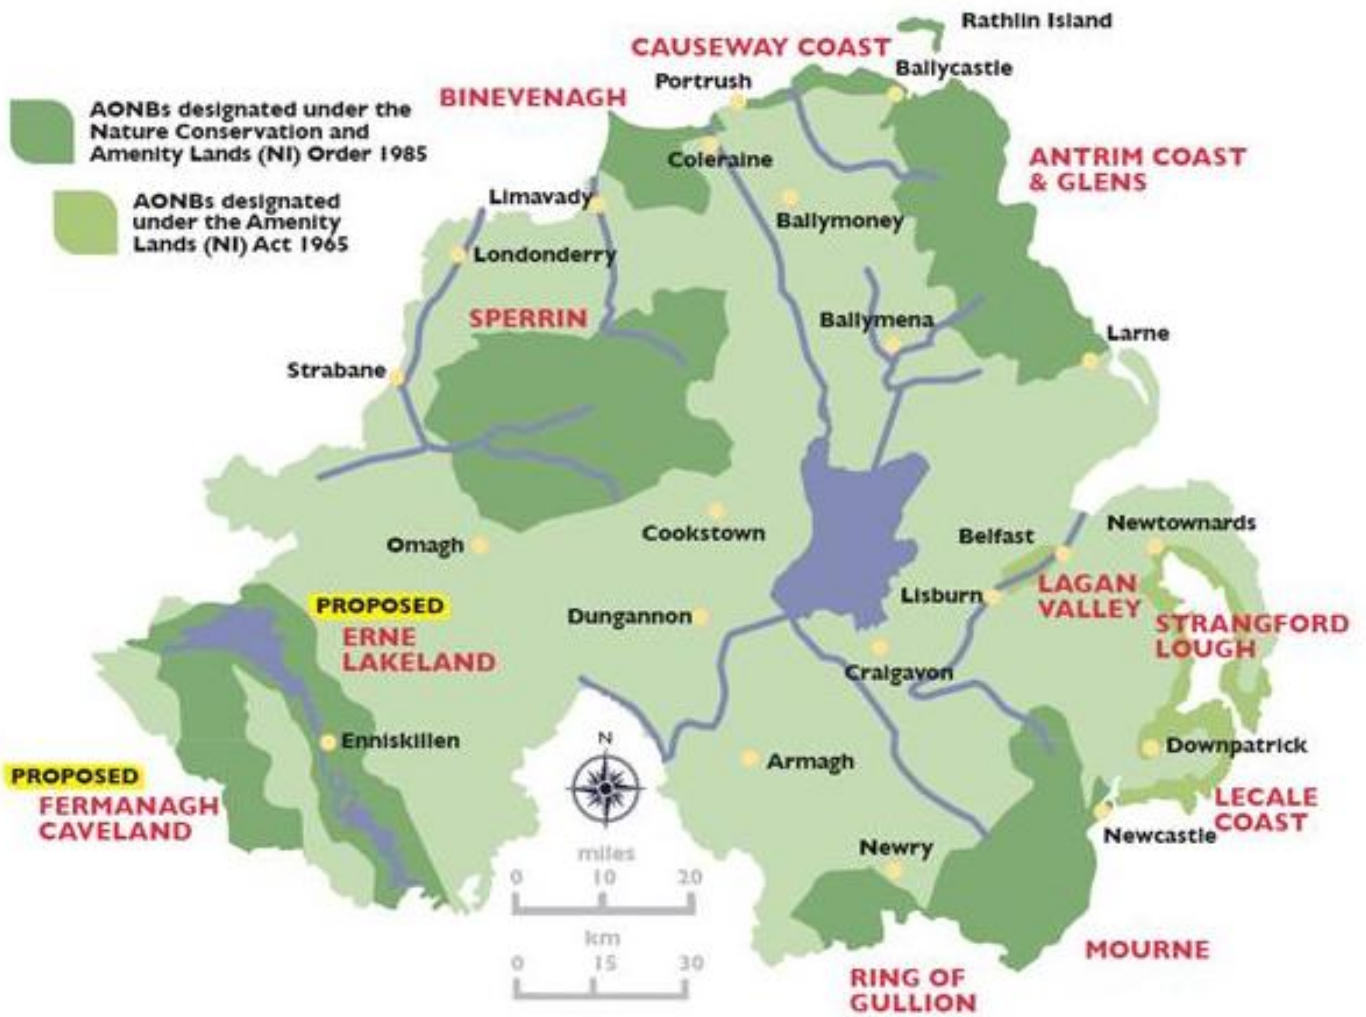 Rathlin Island
CAUSEWAY COAST
Ballycastle
Portrush
BINEVENAGH
AONBs designated under the
Nature Conservation and
Amenity Lands (NI) Order 1985
Coleraine
ANTRIM COAST
& GLENS
AONBs designated
under the Amenity
Lands (NI) Act 1965
Limavady
Ballymoney
Londonderry
SPERRIN
Ballymena
Larne
Strabane
Cookstown
Omagh
Belfast
Newtownards
Lisburn
LAGAN
VALLEY
PROPOSED
ERNE
LAKELAND
Dungannon
STRANGFORD
LOUGH
Craigavon
Enniskillen
N
Armagh
Downpatrick
PROPOSED
FERMANAGH
CAVELAND
LECALE
COAST
Newcastle
Newry
miles
0 10 20
km
0 15 30
MOURNE
RING OF
GULLION